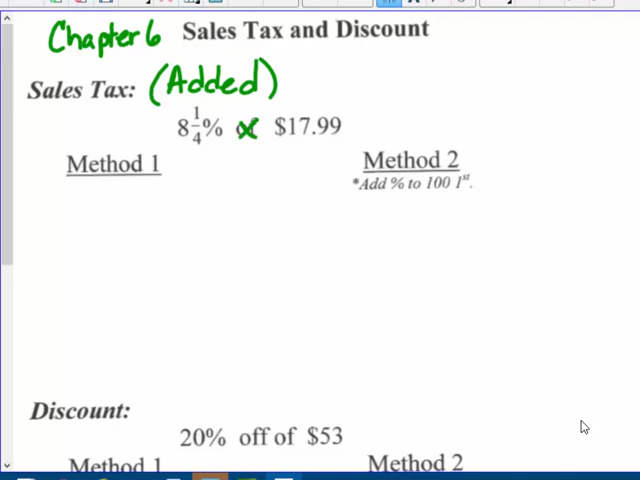 Chapter 6 Sales Tax and Discount
Sales Tax: (Added)
8 1/4% × $17.99
Method 1 Method 2
*Add % to 100 1st.
Discount:
20% off of $53
Method 1 Method 2